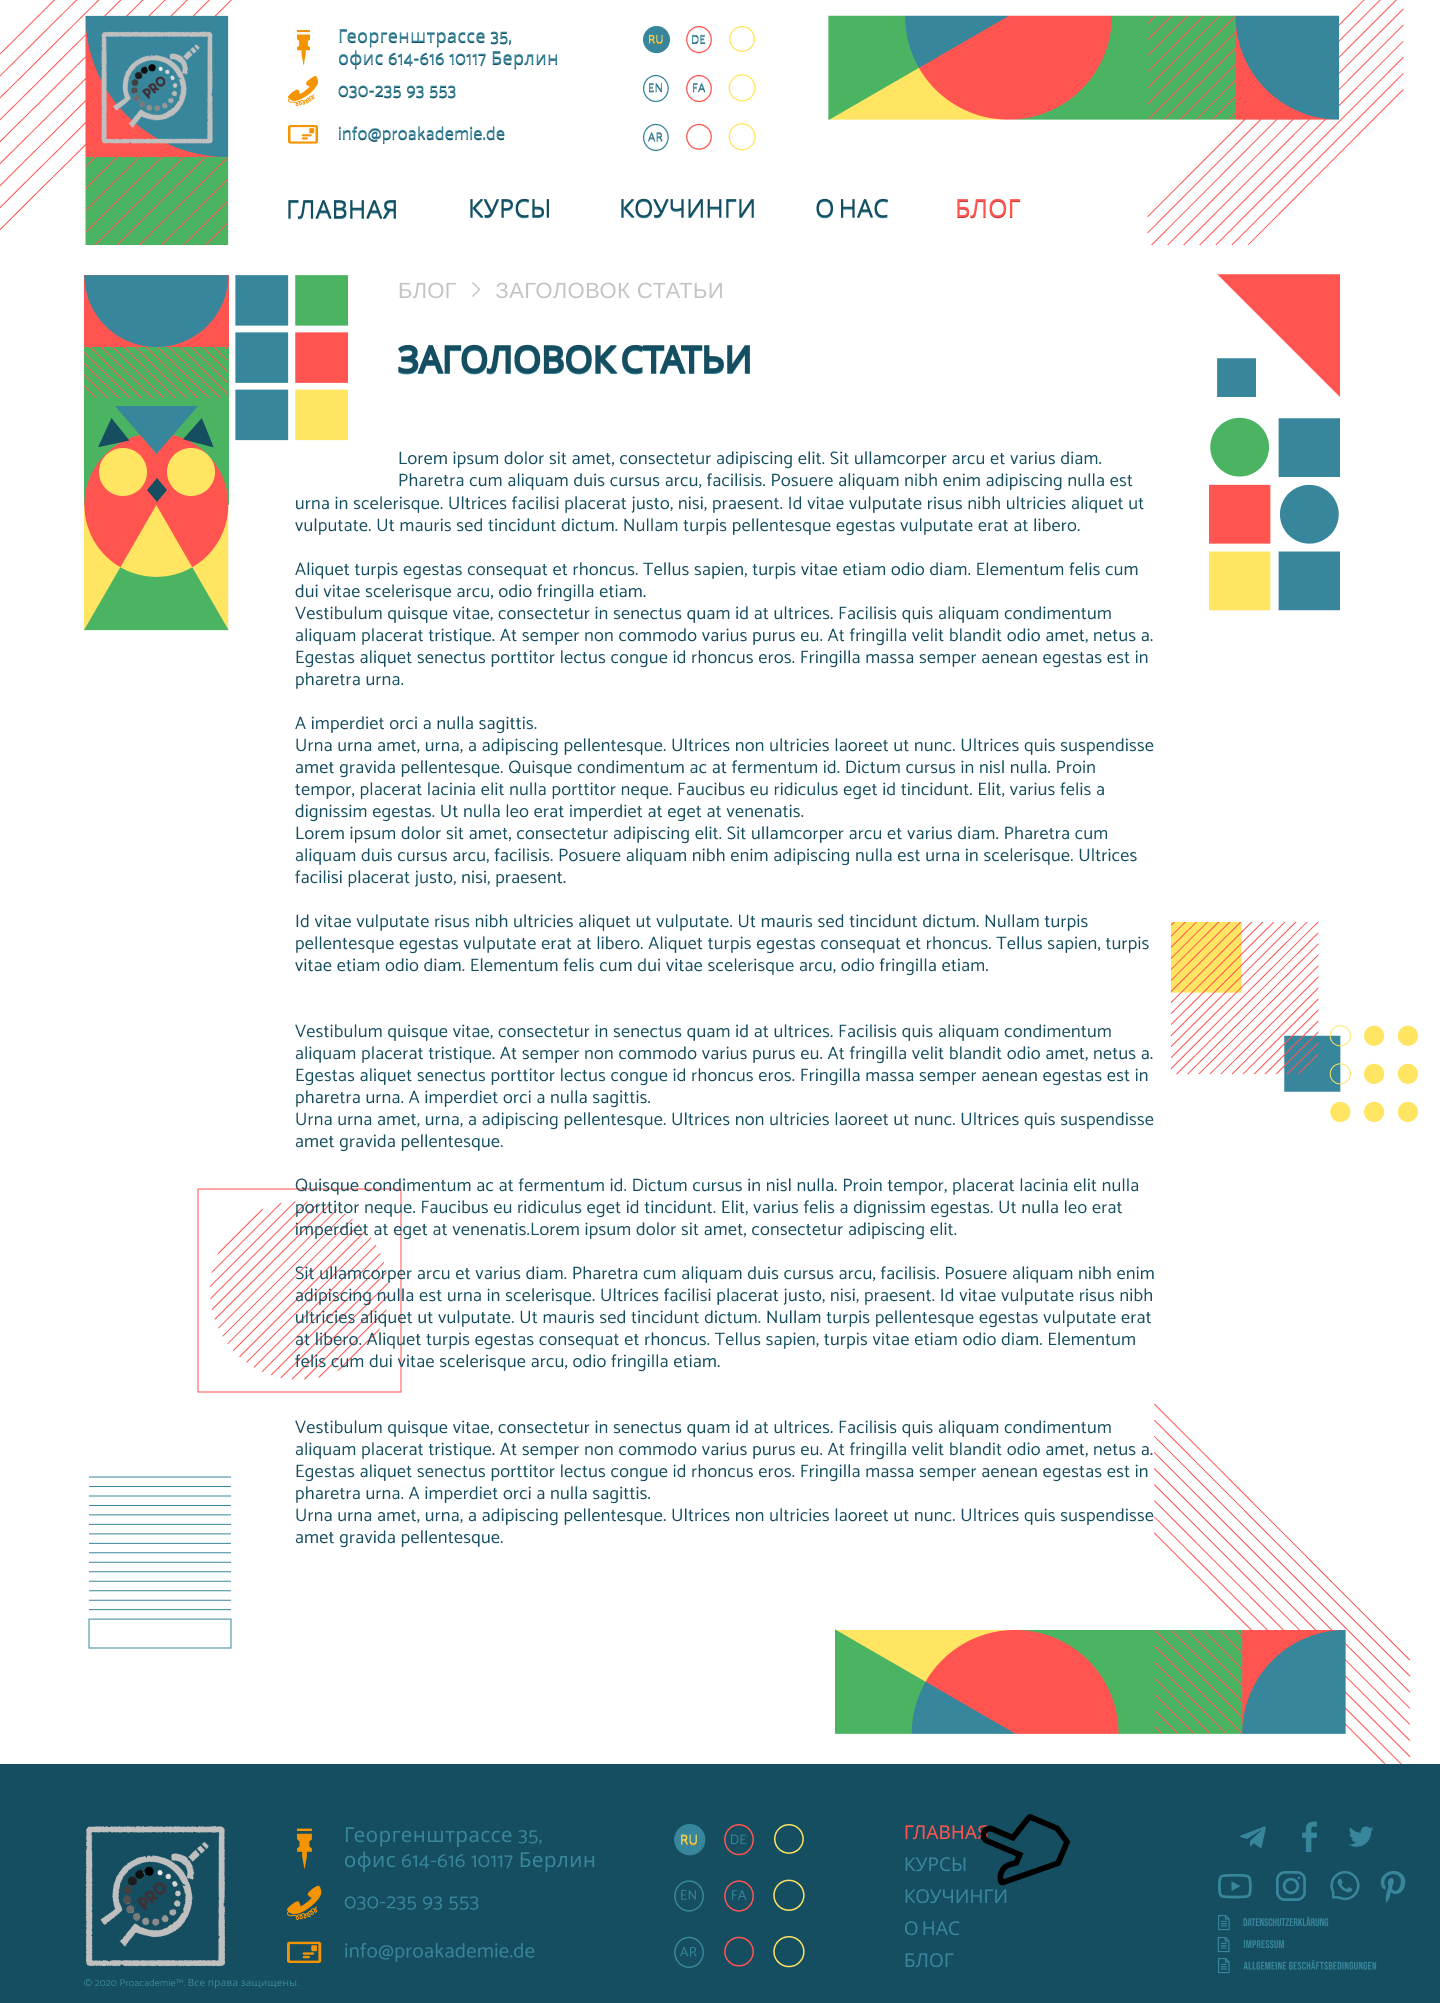 PRO
Георгенштрассе 35,
офис 614-616 10117 Берлин
030-235 93 553
info@proakademie.de
RU DE
EN FA
AR
ГЛАВНАЯ КУРСЫ КОУЧИНГИ О НАС БЛОГ
БЛОГ > ЗАГОЛОВОК СТАТЬИ
ЗАГОЛОВОК СТАТЬИ
Lorem ipsum dolor sit amet, consectetur adipiscing elit. Sit ullamcorper arcu et varius diam.
Pharetra cum aliquam duis cursus arcu, facilisis. Posuere aliquam nibh enim adipiscing nulla est
urna in scelerisque. Ultrices facilisi placerat justo, nisi, praesent. Id vitae vulputate risus nibh ultricies aliquet ut
vulputate. Ut mauris sed tincidunt dictum. Nullam turpis pellentesque egestas vulputate erat at libero.
Aliquet turpis egestas consequat et rhoncus. Tellus sapien, turpis vitae etiam odio diam. Elementum felis cum
dui vitae scelerisque arcu, odio fringilla etiam.
Vestibulum quisque vitae, consectetur in senectus quam id at ultrices. Facilisis quis aliquam condimentum
aliquam placerat tristique. At semper non commodo varius purus eu. At fringilla velit blandit odio amet, netus a.
Egestas aliquet senectus porttitor lectus congue id rhoncus eros. Fringilla massa semper aenean egestas est in
pharetra urna.
A imperdiet orci a nulla sagittis.
Urna urna amet, urna, a adipiscing pellentesque. Ultrices non ultricies laoreet ut nunc. Ultrices quis suspendisse
amet gravida pellentesque. Quisque condimentum ac at fermentum id. Dictum cursus in nisl nulla. Proin
tempor, placerat lacinia elit nulla porttitor neque. Faucibus eu ridiculus eget id tincidunt. Elit, varius felis a
dignissim egestas. Ut nulla leo erat imperdiet at eget at venenatis.
Lorem ipsum dolor sit amet, consectetur adipiscing elit. Sit ullamcorper arcu et varius diam. Pharetra cum
aliquam duis cursus arcu, facilisis. Posuere aliquam nibh enim adipiscing nulla est urna in scelerisque. Ultrices
facilisi placerat justo, nisi, praesent.
Id vitae vulputate risus nibh ultricies aliquet ut vulputate. Ut mauris sed tincidunt dictum. Nullam turpis
pellentesque egestas vulputate erat at libero. Aliquet turpis egestas consequat et rhoncus. Tellus sapien, turpis
vitae etiam odio diam. Elementum felis cum dui vitae scelerisque arcu, odio fringilla etiam.
Vestibulum quisque vitae, consectetur in senectus quam id at ultrices. Facilisis quis aliquam condimentum
aliquam placerat tristique. At semper non commodo varius purus eu. At fringilla velit blandit odio amet, netus a.
Egestas aliquet senectus porttitor lectus congue id rhoncus eros. Fringilla massa semper aenean egestas est in
pharetra urna. A imperdiet orci a nulla sagittis.
Urna urna amet, urna, a adipiscing pellentesque. Ultrices non ultricies laoreet ut nunc. Ultrices quis suspendisse
amet gravida pellentesque.
Quisque condimentum ac at fermentum id. Dictum cursus in nisl nulla. Proin tempor, placerat lacinia elit nulla
porttitor neque. Faucibus eu ridiculus eget id tincidunt. Elit, varius felis a dignissim egestas. Ut nulla leo erat
imperdiet at eget at venenatis.Lorem ipsum dolor sit amet, consectetur adipiscing elit.
Sit ullamcorper arcu et varius diam. Pharetra cum aliquam duis cursus arcu, facilisis. Posuere aliquam nibh enim
adipiscing nulla est urna in scelerisque. Ultrices facilisi placerat justo, nisi, praesent. Id vitae vulputate risus nibh
ultricies aliquet ut vulputate. Ut mauris sed tincidunt dictum. Nullam turpis pellentesque egestas vulputate erat
at libero. Aliquet turpis egestas consequat et rhoncus. Tellus sapien, turpis vitae etiam odio diam. Elementum
felis cum dui vitae scelerisque arcu, odio fringilla etiam.
Vestibulum quisque vitae, consectetur in senectus quam id at ultrices. Facilisis quis aliquam condimentum
aliquam placerat tristique. At semper non commodo varius purus eu. At fringilla velit blandit odio amet, netus a.
Egestas aliquet senectus porttitor lectus congue id rhoncus eros. Fringilla massa semper aenean egestas est in
pharetra urna. A imperdiet orci a nulla sagittis.
Urna urna amet, urna, a adipiscing pellentesque. Ultrices non ultricies laoreet ut nunc. Ultrices quis suspendisse
amet gravida pellentesque.
PRO
© 2020 Proacademie™. Все права защищены.
Георгенштрассе 35,
офис 614-616 10117 Берлин
030-235 93 553
info@proakademie.de
RU DE
EN FA
AR
ГЛАВНАЯ
КУРСЫ
КОУЧИНГИ
О НАС
БЛОГ
DATENSCHUTZERKLÄRUNG
IMPRESSUM
ALLGEMEINE GESCHÄFTSBEDINGUNGEN